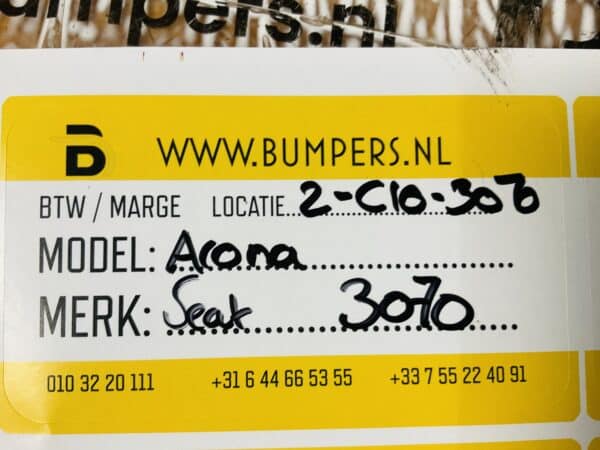 umpers.nl
B WWW.BUMPERS.NL
BTW / MARGE LOCATIE...2-C10-3070
MODEL: Arona
MERK: Seat 3070
010 32 20 111 +31 6 44 66 53 55 +33 7 55 22 40 91